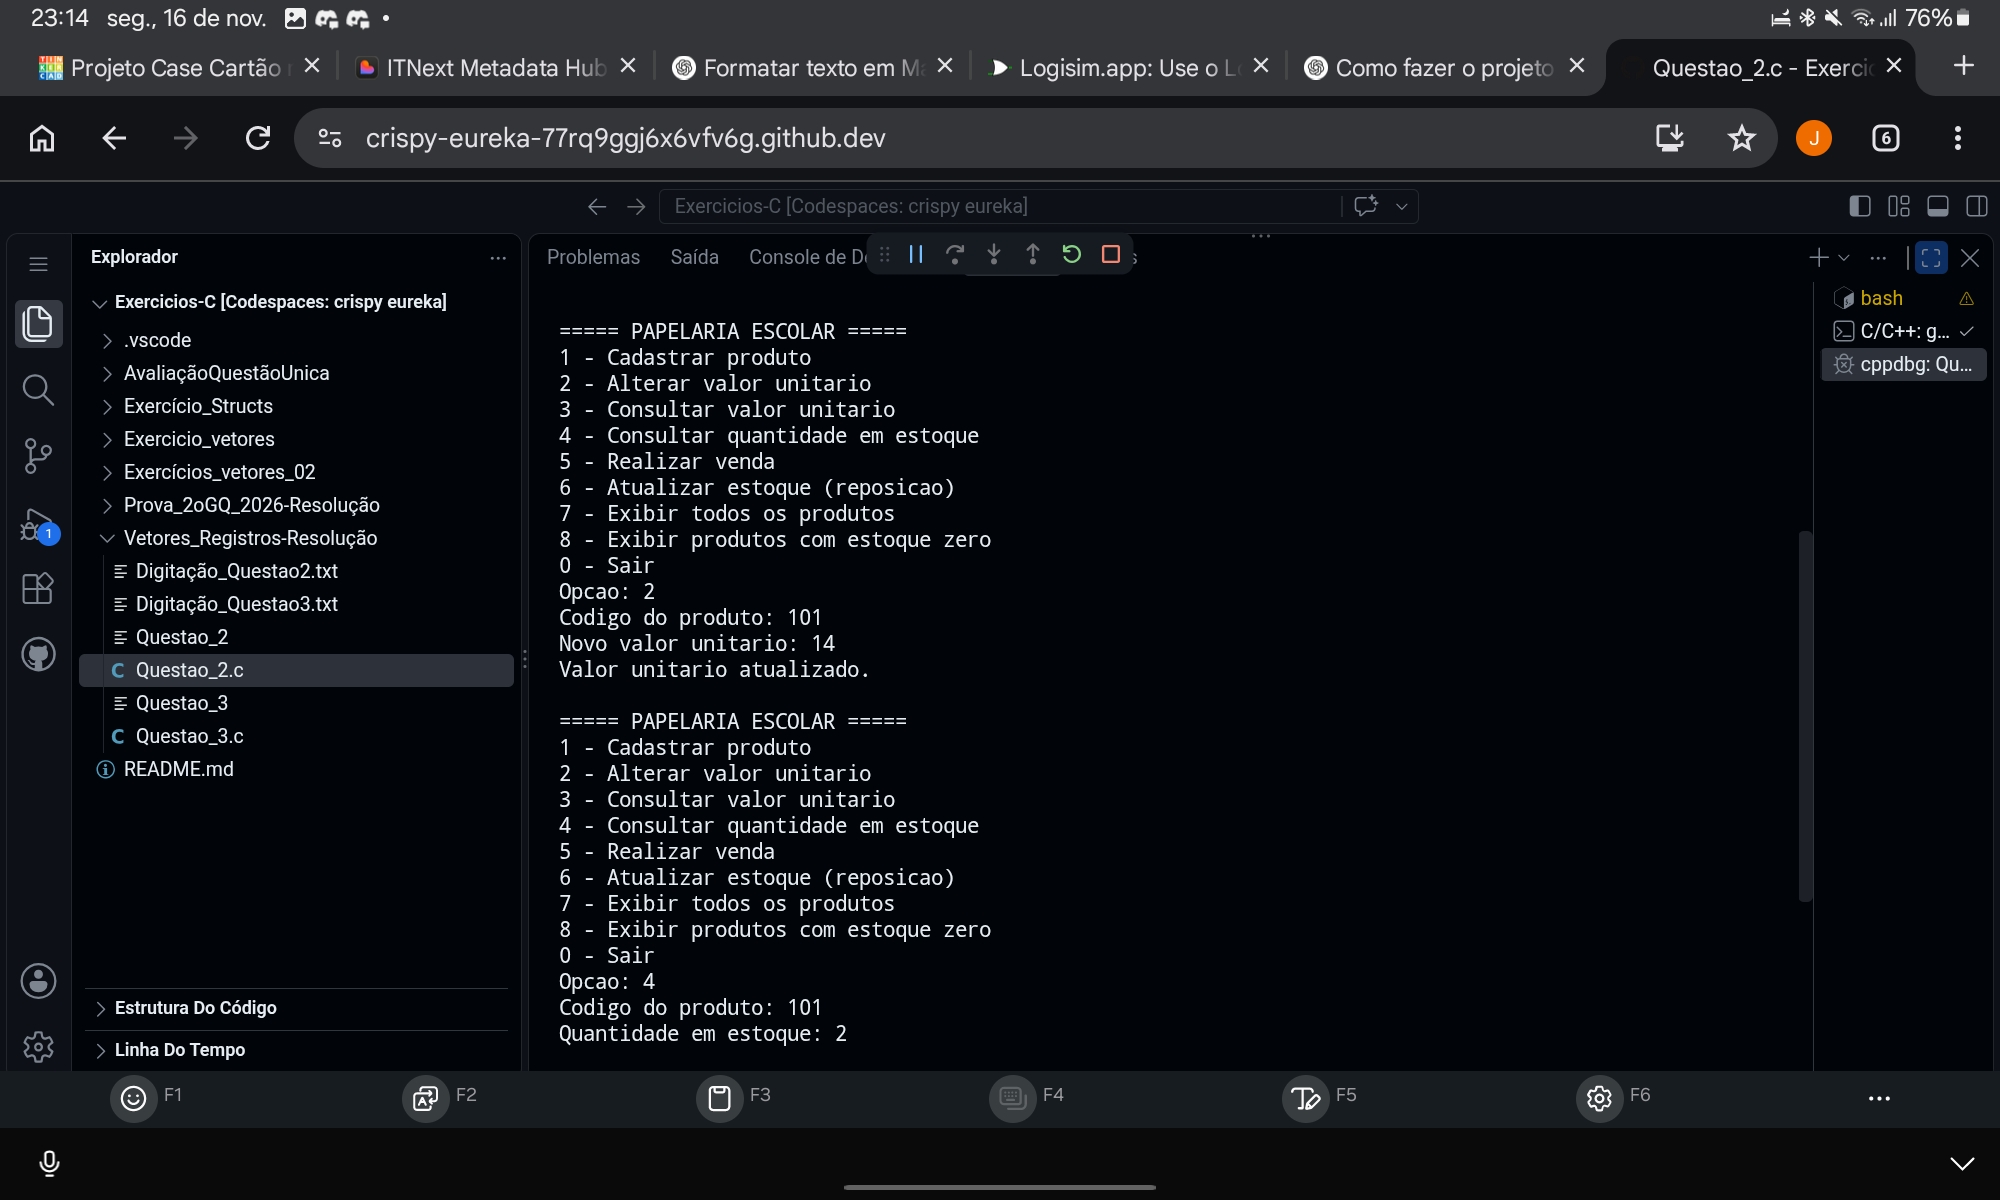 23:14 seg., 16 de nov.
76%
Projeto Case Cartão
ITNext Metadata Hub
Formatar texto em Ma
Logisim.app: Use o Lo
Como fazer o projeto
Questao_2.c - Exercic
crispy-eureka-77rq9ggj6x6vfv6g.github.dev
J
6
Exercicios-C [Codespaces: crispy eureka]
Explorador
Exercicios-C [Codespaces: crispy eureka]
.vscode
AvaliaçãoQuestãoUnica
Exercício_Structs
Exercicio_vetores
Exercícios_vetores_02
Prova_2oGQ_2026-Resolução
Vetores_Registros-Resolução
Digitação_Questao2.txt
Digitação_Questao3.txt
Questao_2
C Questao_2.c
Questao_3
C Questao_3.c
README.md
1
Estrutura Do Código
Linha Do Tempo
Problemas Saída Console de De
===== PAPELARIA ESCOLAR =====
1 - Cadastrar produto
2 - Alterar valor unitario
3 - Consultar valor unitario
4 - Consultar quantidade em estoque
5 - Realizar venda
6 - Atualizar estoque (reposicao)
7 - Exibir todos os produtos
8 - Exibir produtos com estoque zero
0 - Sair
Opcao: 2
Codigo do produto: 101
Novo valor unitario: 14
Valor unitario atualizado.
===== PAPELARIA ESCOLAR =====
1 - Cadastrar produto
2 - Alterar valor unitario
3 - Consultar valor unitario
4 - Consultar quantidade em estoque
5 - Realizar venda
6 - Atualizar estoque (reposicao)
7 - Exibir todos os produtos
8 - Exibir produtos com estoque zero
0 - Sair
Opcao: 4
Codigo do produto: 101
Quantidade em estoque: 2
bash
C/C++: g...
cppdbg: Qu...
F1 F2 F3 F4 F5 F6